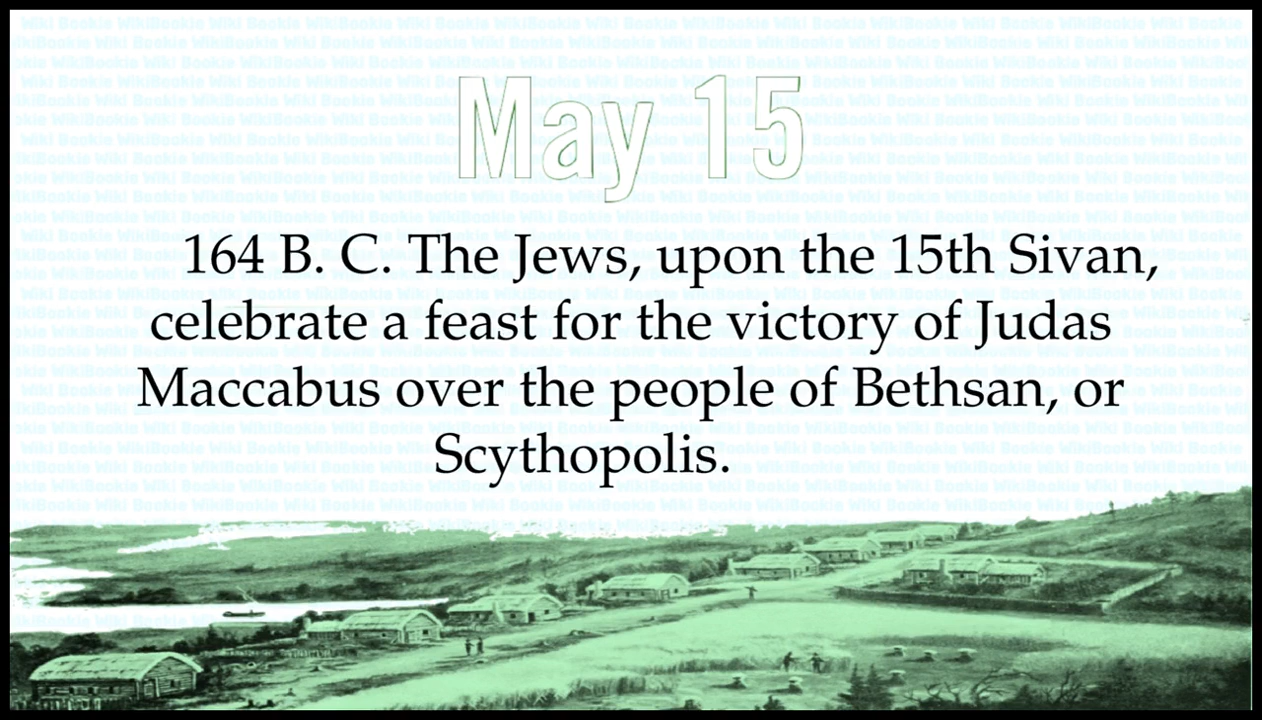 May 15
164 B. C. The Jews, upon the 15th Sivan,
celebrate a feast for the victory of Judas
Maccabus over the people of Bethsan, or
Scythopolis.